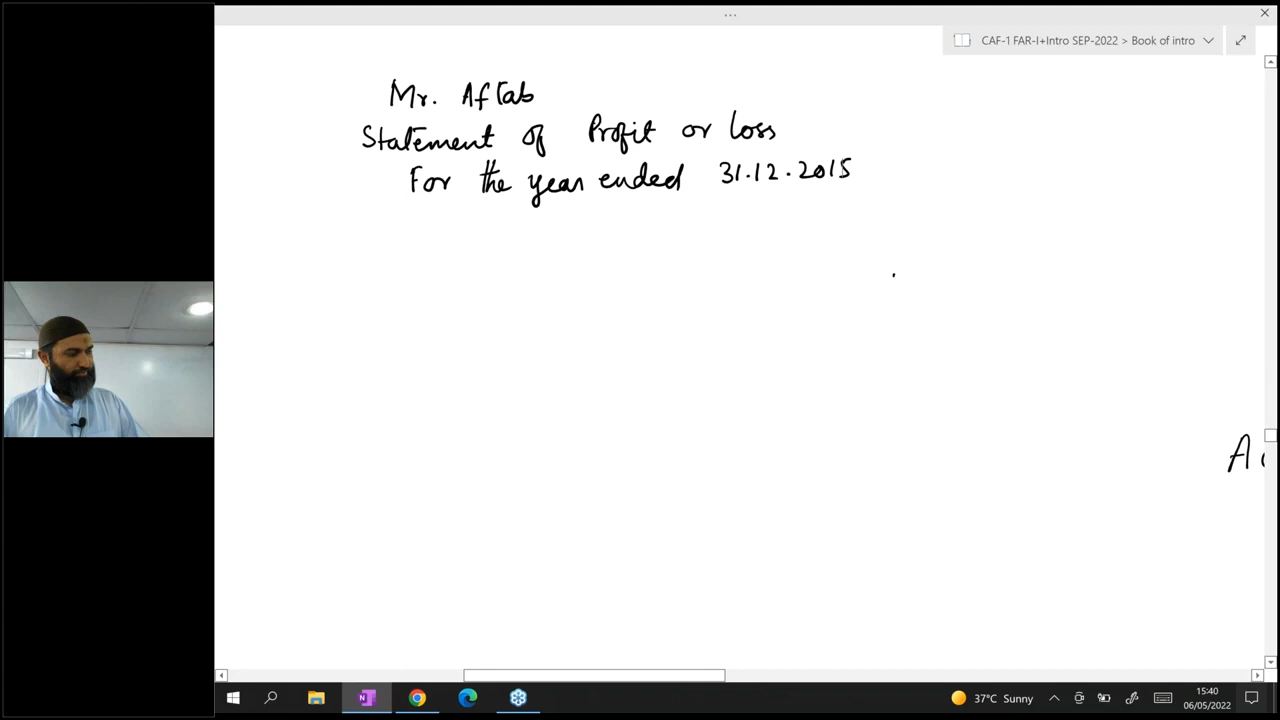 CAF-1 FAR-I+Intro SEP-2022 > Book of intro
Mr. Aftab
Statement of Profit or loss
For the year ended 31.12.2015
A
37°C Sunny
15:40
06/05/2022